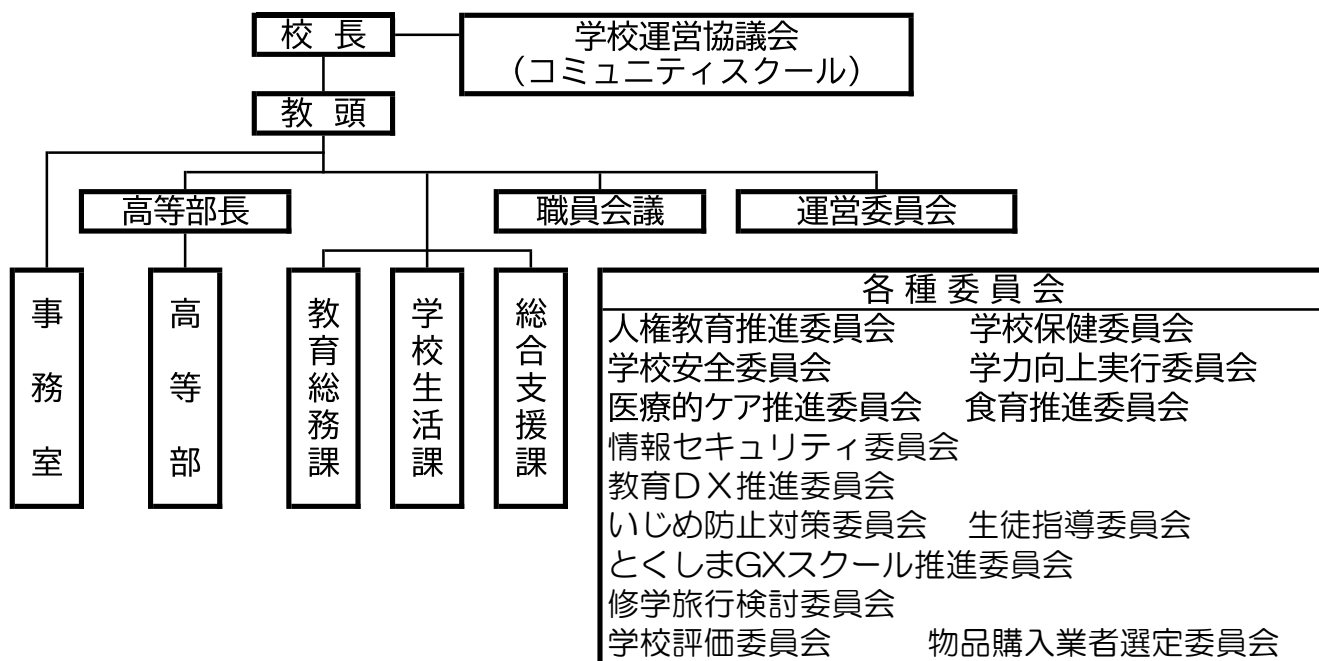 校 長
学校運営協議会
（コミュニティスクール）
教 頭
高等部長
職員会議
運営委員会
事務室
高等部
教育総務課
学校生活課
総合支援課
各 種 委 員 会
人権教育推進委員会　　学校保健委員会
学校安全委員会　　　　学力向上実行委員会
医療的ケア推進委員会　食育推進委員会
情報セキュリティ委員会
教育ＤＸ推進委員会
いじめ防止対策委員会　生徒指導委員会
とくしまGXスクール推進委員会
修学旅行検討委員会
学校評価委員会　　　物品購入業者選定委員会